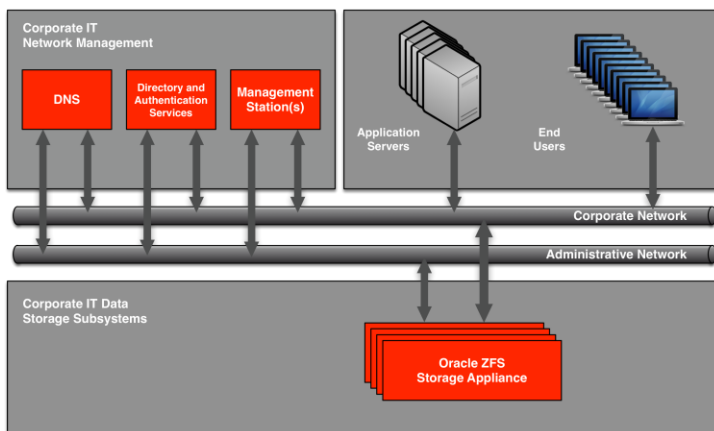 Corporate IT
Network Management
DNS
Directory and
Authentication
Services
Management
Station(s)
Application
Servers
End
Users
Corporate Network
Administrative Network
Corporate IT Data
Storage Subsystems
Oracle ZFS
Storage Appliance